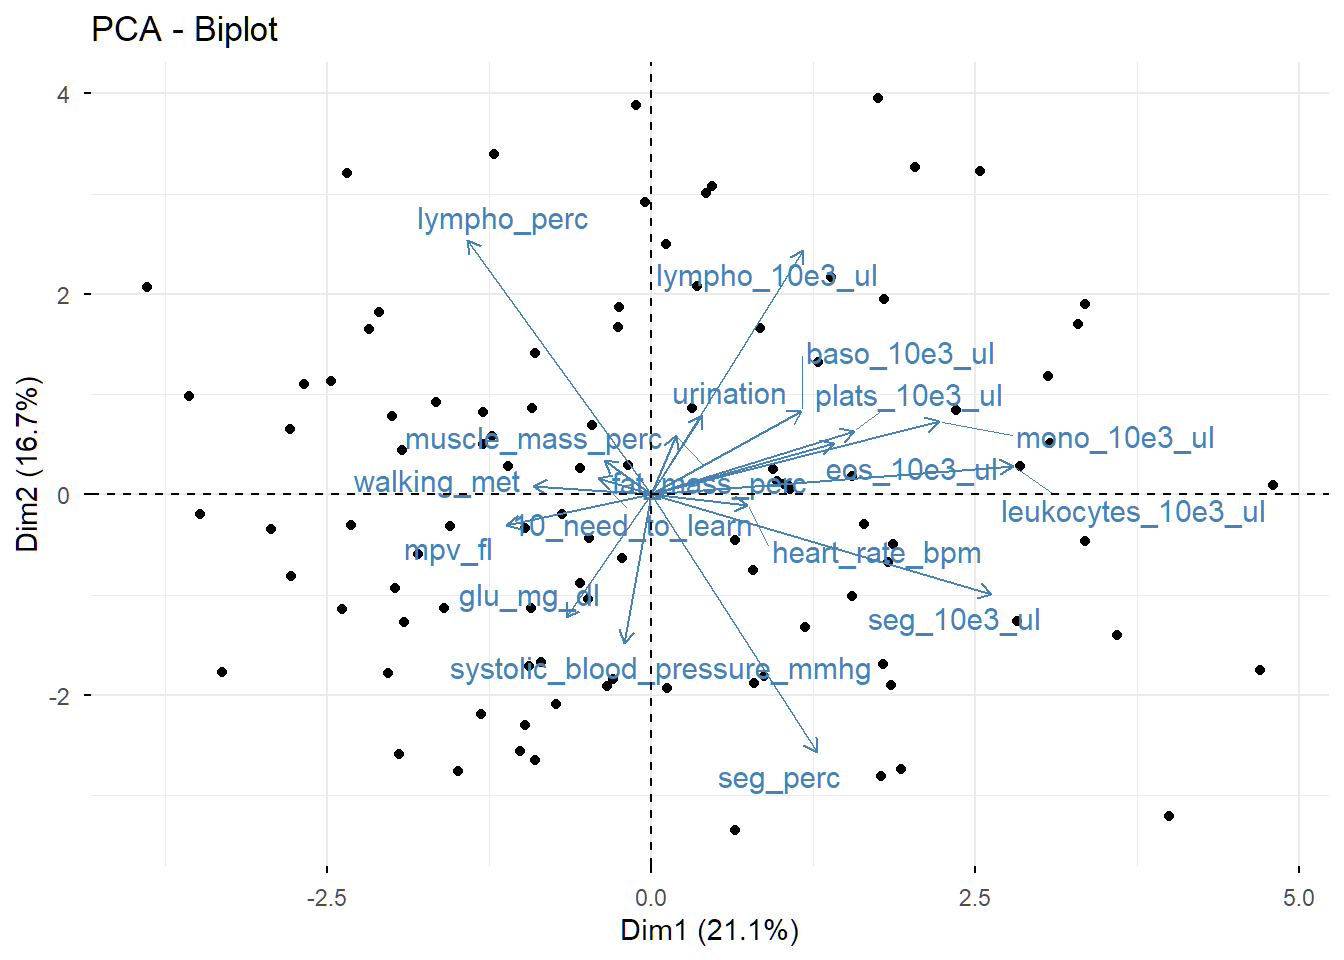 PCA - Biplot
4
2
0
-2
Dim2 (16.7%)
lympho_perc
lympho_10e3_ul
baso_10e3_ul
urination
plats_10e3_ul
muscle_mass_perc
mono_10e3_ul
eos_10e3_ul
walking_met
fat_mass_perc
leukocytes_10e3_ul
10_need_to_learn
mpv_fl
heart_rate_bpm
glu_mg_dl
seg_10e3_ul
systolic_blood_pressure_mmhg
seg_perc
-2.5
0.0
2.5
5.0
Dim1 (21.1%)